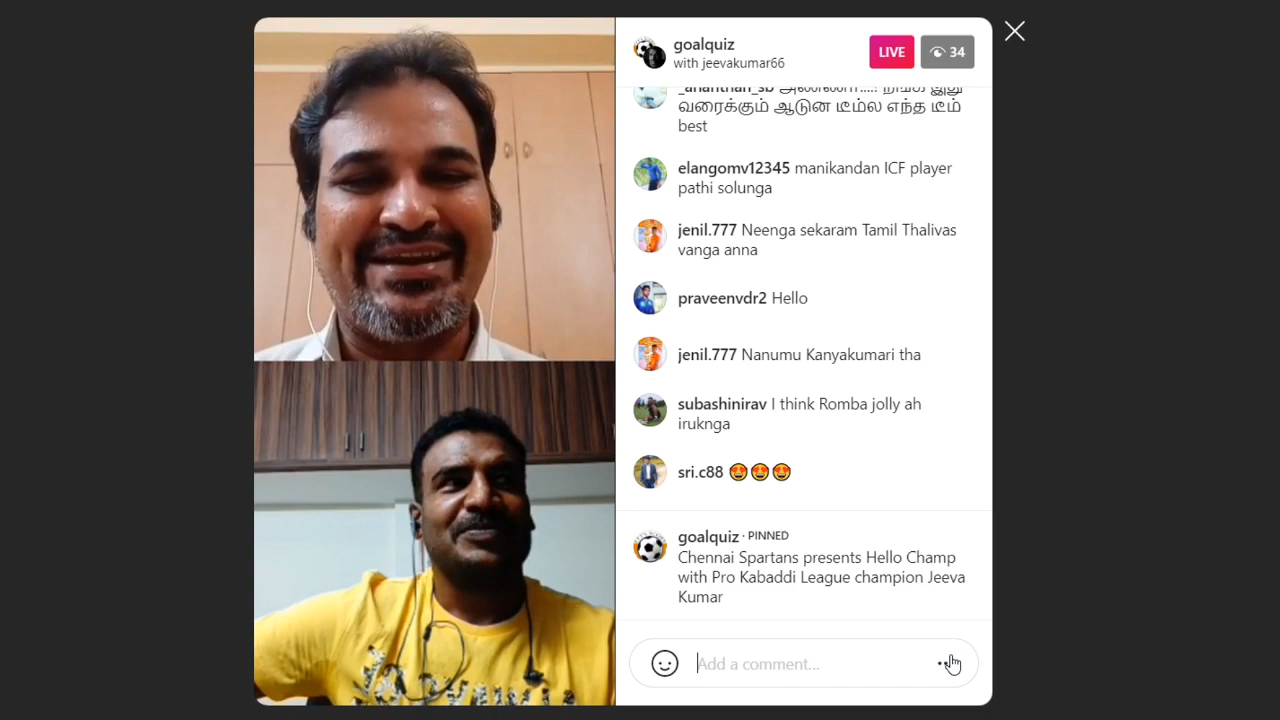 goalquiz
with jeevakumar66
LIVE
34
வரைக்கும் ஆடுன டீம்ல எந்த டீம்
best
elangomv12345 manikandan ICF player
pathi solunga
jenil.777 Neenga sekaram Tamil Thalivas
vanga anna
praveenvdr2 Hello
jenil.777 Nanumu Kanyakumari tha
subashinirav I think Romba jolly ah
iruknga
sri.c88 😍😍😍
goalquiz · PINNED
Chennai Spartans presents Hello Champ
with Pro Kabaddi League champion Jeeva
Kumar
Add a comment...